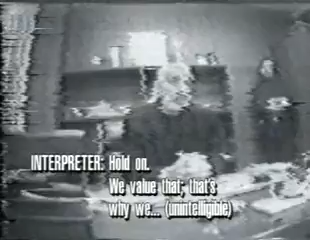 INTERPRETER: Hold on.
We value that; that's
why we... (unintelligible)